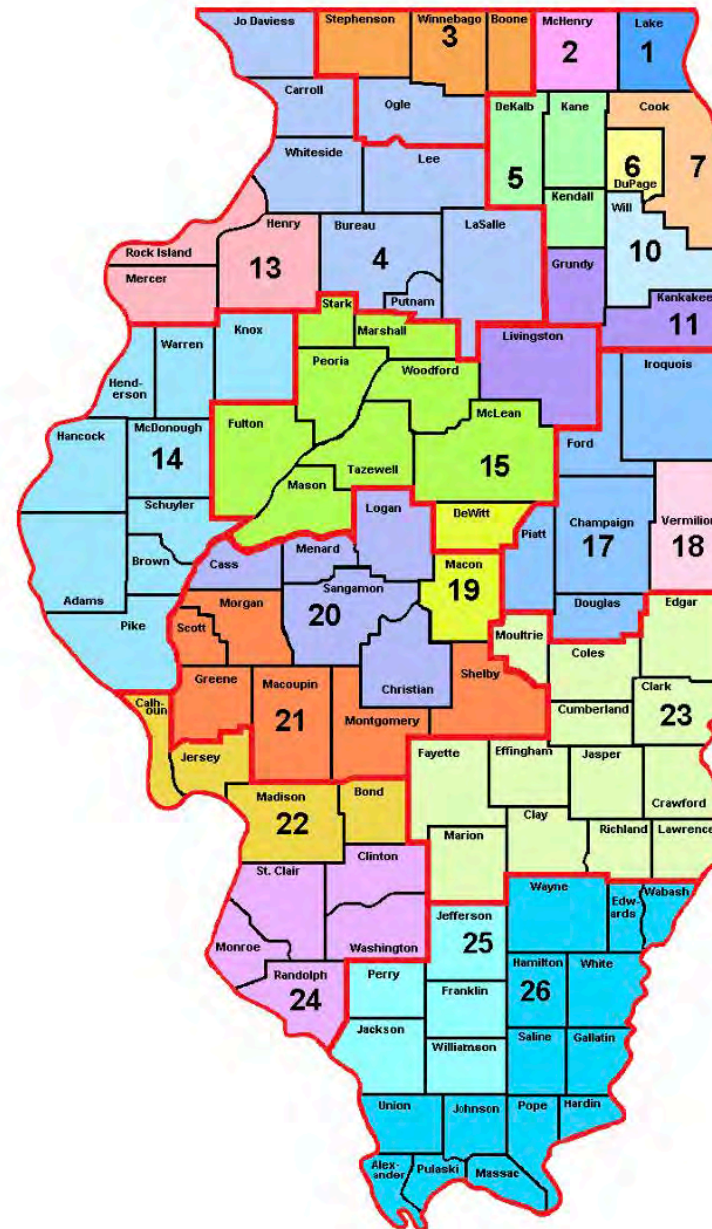 Jo Daviess
Stephenson
Winnebago
Boone
McHenry
Lake
3
2
1
Carroll
Ogle
DeKalb
Kane
Cook
Whiteside
Lee
5
6
DuPage
7
Kendall
Will
Rock Island
Henry
Bureau
LaSalle
13
4
10
Mercer
Putnam
Grundy
Kankakee
11
Stark
Marshall
Knox
Warren
Hend-
erson
Peoria
Woodford
Livingston
Iroquois
Hancock
McDonough
Fulton
McLean
Ford
14
Tazewell
15
Mason
Schuyler
Logan
DeWitt
Champaign
Vermilion
Piatt
17
18
Brown
Cass
Menard
Macon
Adams
Sangamon
19
20
Pike
Scott
Morgan
Douglas
Edgar
Moultrie
Coles
Greene
Macoupin
Christian
Shelby
Clark
Cal-
houn
21
Montgomery
Cumberland
23
Jersey
Fayette
Effingham
Jasper
Madison
Bond
Crawford
22
Clay
Marion
Richland
Lawrence
St. Clair
Clinton
Wayne
Edw-
ards
Wabash
Monroe
Washington
Jefferson
25
Randolph
24
Perry
Hamilton
White
26
Franklin
Jackson
Williamson
Saline
Gallatin
Union
Johnson
Pope
Hardin
Alex-
ander
Pulaski
Massac